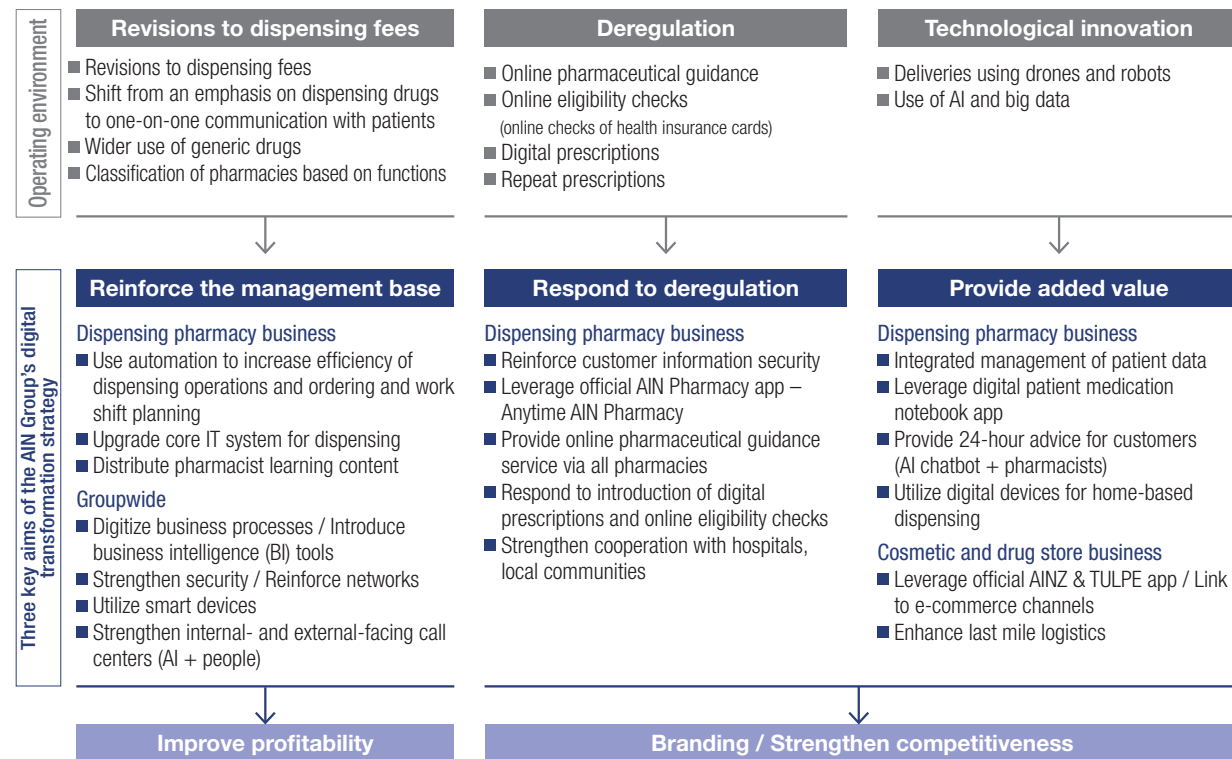 Operating environment
Revisions to dispensing fees
■ Revisions to dispensing fees
■ Shift from an emphasis on dispensing drugs
to one-on-one communication with patients
■ Wider use of generic drugs
■ Classification of pharmacies based on functions
Deregulation
■ Online pharmaceutical guidance
■ Online eligibility checks
(online checks of health insurance cards)
■ Digital prescriptions
■ Repeat prescriptions
Technological innovation
■ Deliveries using drones and robots
■ Use of AI and big data
Three key aims of the AIN Group's digital
transformation strategy
Reinforce the management base
Dispensing pharmacy business
■ Use automation to increase efficiency of
dispensing operations and ordering and work
shift planning
■ Upgrade core IT system for dispensing
■ Distribute pharmacist learning content
Groupwide
■ Digitize business processes / Introduce
business intelligence (BI) tools
■ Strengthen security / Reinforce networks
■ Utilize smart devices
■ Strengthen internal- and external-facing call
centers (AI + people)
Respond to deregulation
Dispensing pharmacy business
■ Reinforce customer information security
■ Leverage official AIN Pharmacy app –
Anytime AIN Pharmacy
■ Provide online pharmaceutical guidance
service via all pharmacies
■ Respond to introduction of digital
prescriptions and online eligibility checks
■ Strengthen cooperation with hospitals,
local communities
Provide added value
Dispensing pharmacy business
■ Integrated management of patient data
■ Leverage digital patient medication
notebook app
■ Provide 24-hour advice for customers
(AI chatbot + pharmacists)
■ Utilize digital devices for home-based
dispensing
Cosmetic and drug store business
■ Leverage official AINZ & TULPE app / Link
to e-commerce channels
■ Enhance last mile logistics
Improve profitability
Branding / Strengthen competitiveness